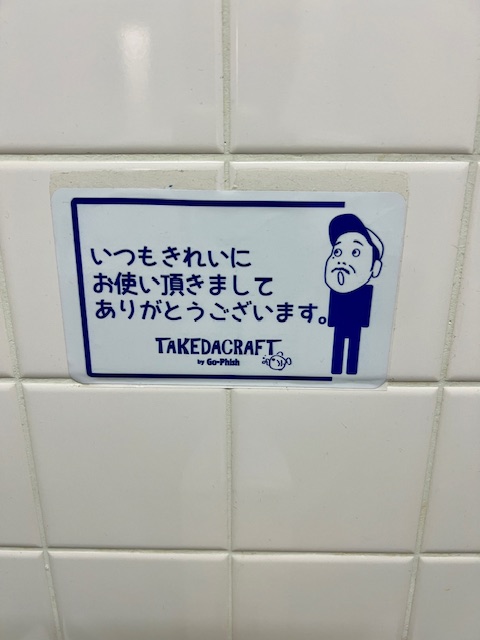 いつもきれいに
お使い頂きまして
ありがとうございます。
TAKEDACRAFT
by Go-Phish